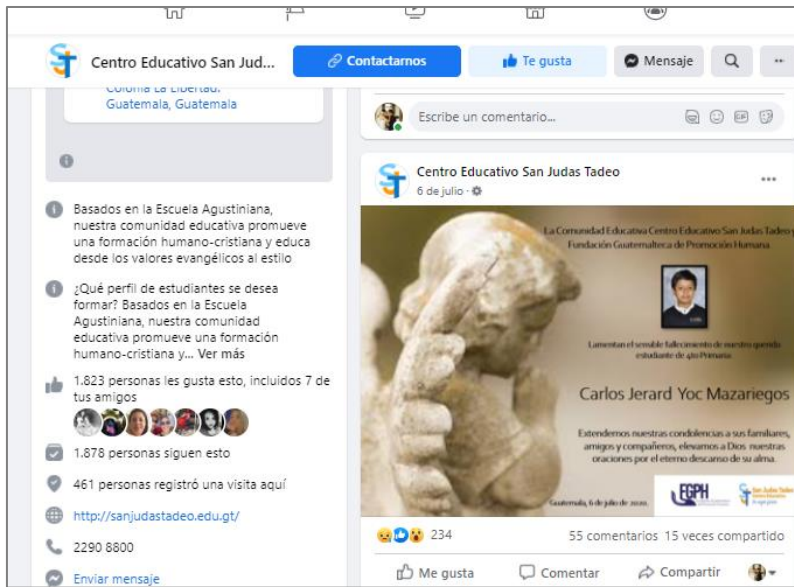 Centro Educativo San Jud...
Contactarnos
Te gusta
Mensaje
Colonia La Libertad.
Guatemala, Guatemala
Basados en la Escuela Agustiniana,
nuestra comunidad educativa promueve
una formación humano-cristiana y educa
desde los valores evangélicos al estilo
¿Qué perfil de estudiantes se desea
formar? Basados en la Escuela
Agustiniana, nuestra comunidad
educativa promueve una formación
humano-cristiana y... Ver más
1.823 personas les gusta esto, incluidos 7 de
tus amigos
1.878 personas siguen esto
461 personas registró una visita aquí
http://sanjudastadeo.edu.gt/
2290 8800
Enviar mensaje
Escribe un comentario...
GIF
Centro Educativo San Judas Tadeo
6 de julio ·
La Comunidad Educativa Centro Educativo San Judas Tadeo y
Fundación Guatemalteca de Promoción Humana.
Lamentan el sensible fallecimiento de nuestro querido
estudiante de 4to Primaria:
Carlos Jerard Yoc Mazariegos
Extendemos nuestras condolencias a sus familiares,
amigos y compañeros, elevamos a Dios nuestras
oraciones por el eterno descanso de su alma.
Guatemala, 6 de julio de 2020.
FGPH
San Judas Tadeo
234
55 comentarios 15 veces compartido
Me gusta
Comentar
Compartir